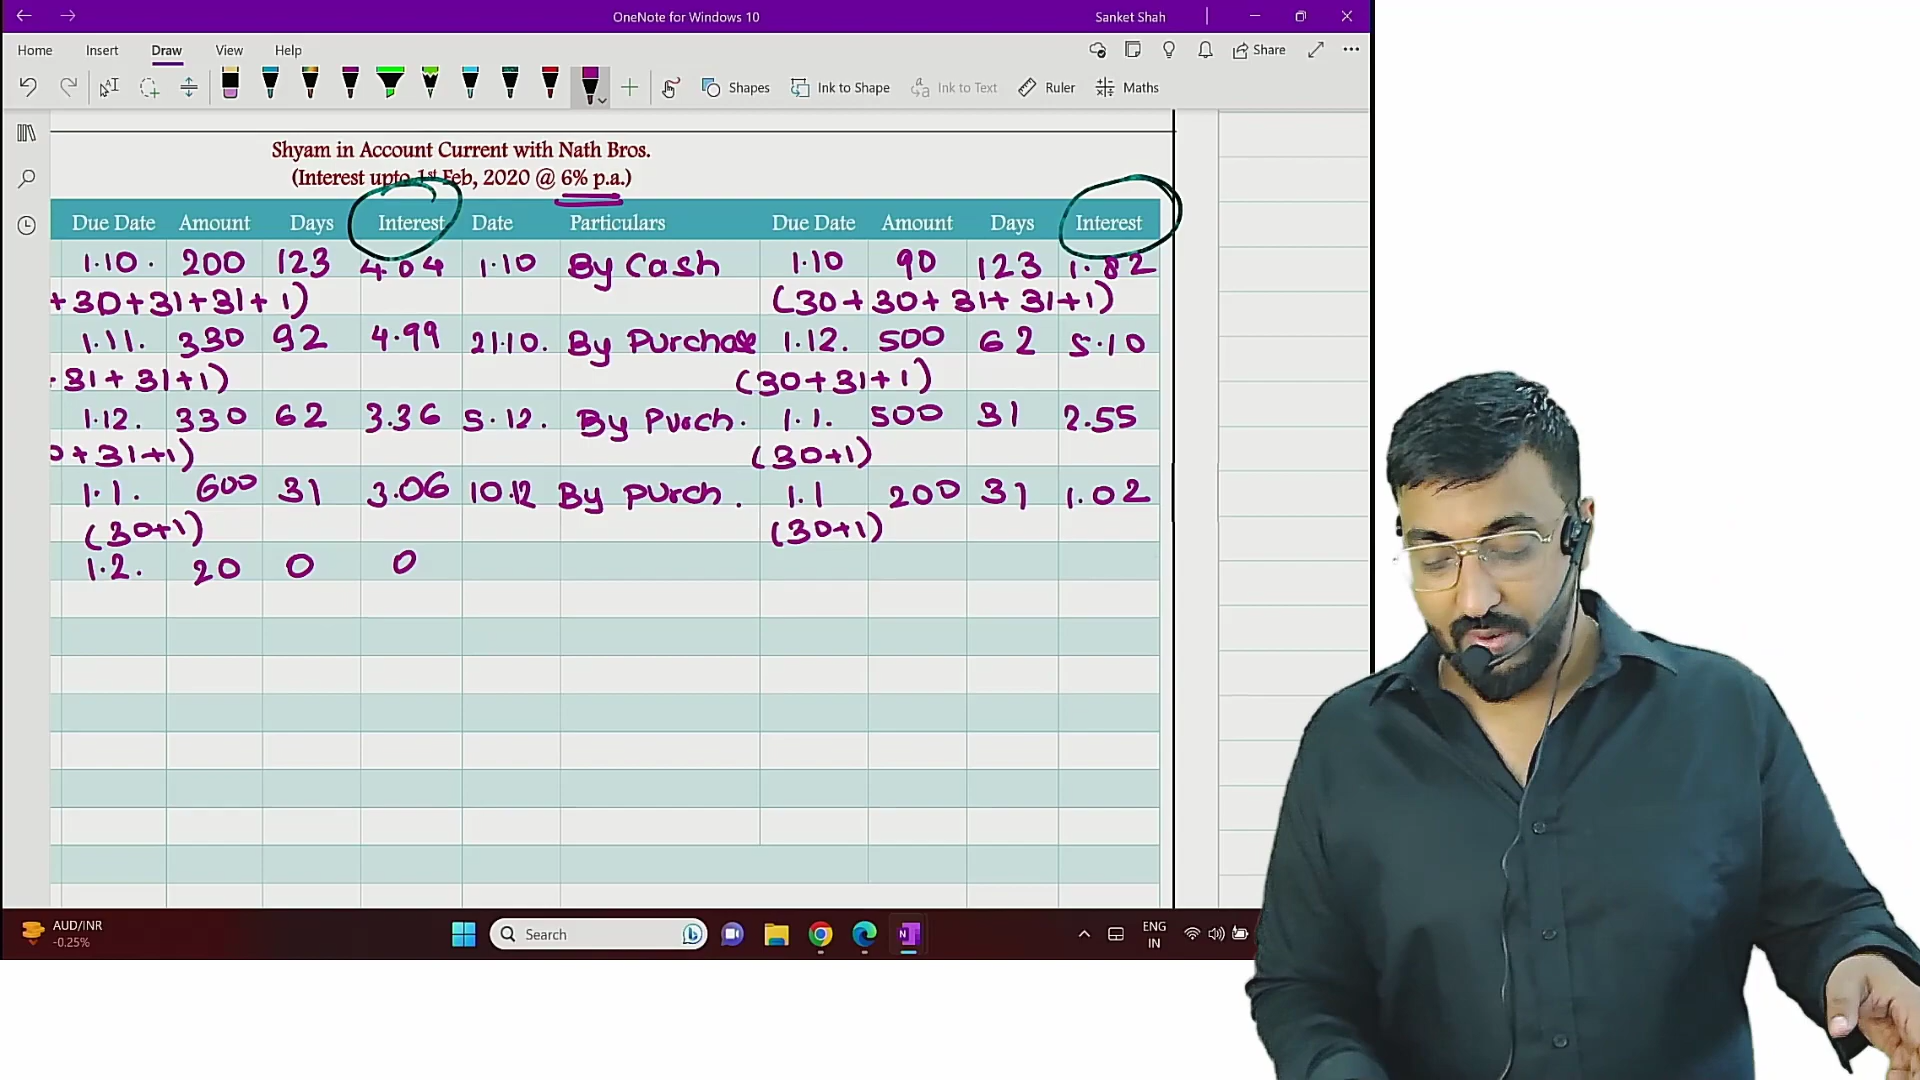 OneNote for Windows 10
Sanket Shah
Home Insert Draw View Help
Share
Shapes Ink to Shape Ink to Text Ruler Maths
Shyam in Account Current with Nath Bros.
(Interest upto 1st Feb, 2020 @ 6% p.a.)
Due Date Amount Days Interest Date Particulars Due Date Amount Days Interest
1.10. 200 123 4.04 1.10 By Cash 1.10 90 123 1.82
+30+31+31+1) (30+30+31+31+1)
1.11. 330 92 4.99 21.10. By Purchase 1.12. 500 62 5.10
31+31+1) (30+31+1)
1.12. 330 62 3.36 5.12. By Purch. 1.1. 500 31 2.55
+31+1) (30+1)
1.1. 600 31 3.06 10.12 By Purch. 1.1 200 31 1.02
(30+1) (30+1)
1.2. 20 0 0
AUD/INR
-0.25%
Search
ENG
IN